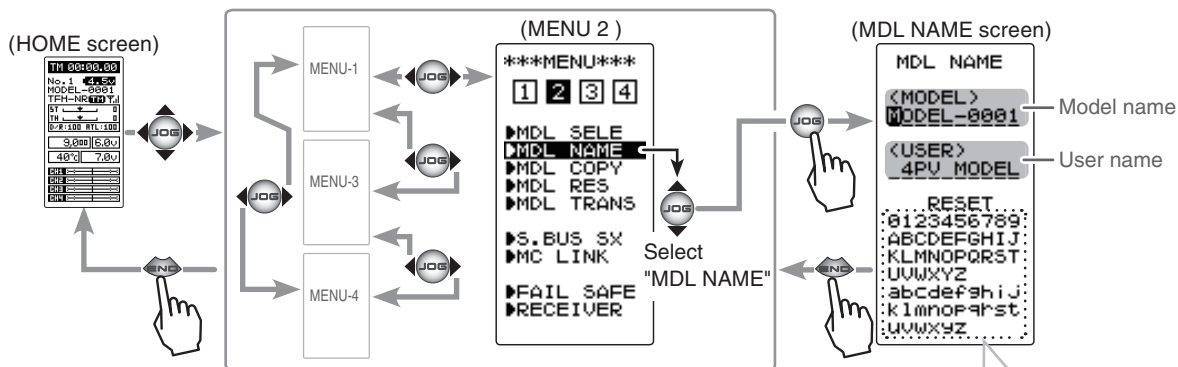 (HOME screen)
TM 00:00.00
No.1 4.5v
MODEL-0001
TFH-NR TM
ST 0
TH 0
D/R:100 ATL:100
6.0v
40℃ 7.0v
CH1
CH2
CH3
CH4
END
JOG
MENU-1
MENU-3
MENU-4
JOG
JOG
JOG
JOG
(MENU 2 )
***MENU***
1 2 3 4
MDL SELE
MDL NAME
MDL COPY
MDL RES
MDL TRANS
S.BUS SX
MC LINK
FAIL SAFE
RECEIVER
JOG
Select
"MDL NAME"
JOG
END
(MDL NAME screen)
MDL NAME
<MODEL>
MODEL-0001
Model name
<USER>
4PV MODEL
User name
RESET
0123456789
ABCDEFGHIJ
KLMNOPQRST
UVWXYZ
abcdefghij
klmnopqrst
uvwxyz